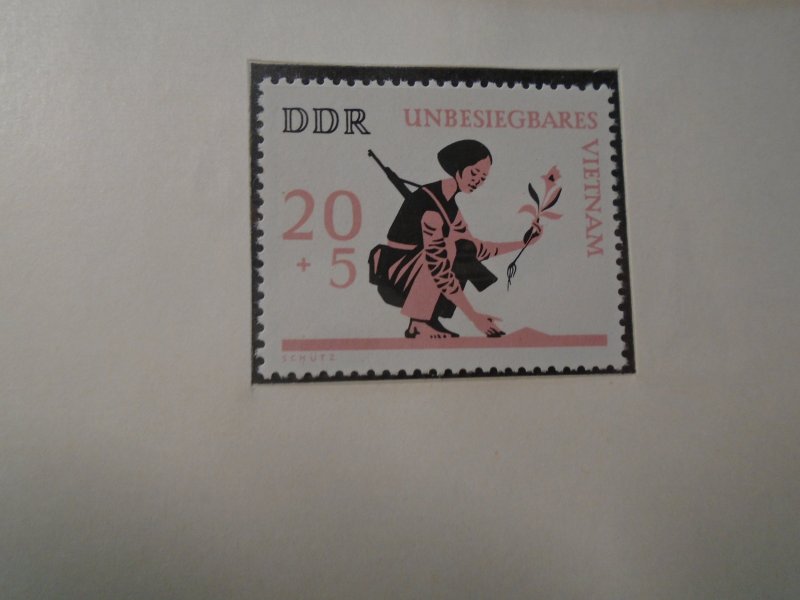 DDR
UNBESIEGBARES
VIETNAM
20
+ 5
SCHÜTZ